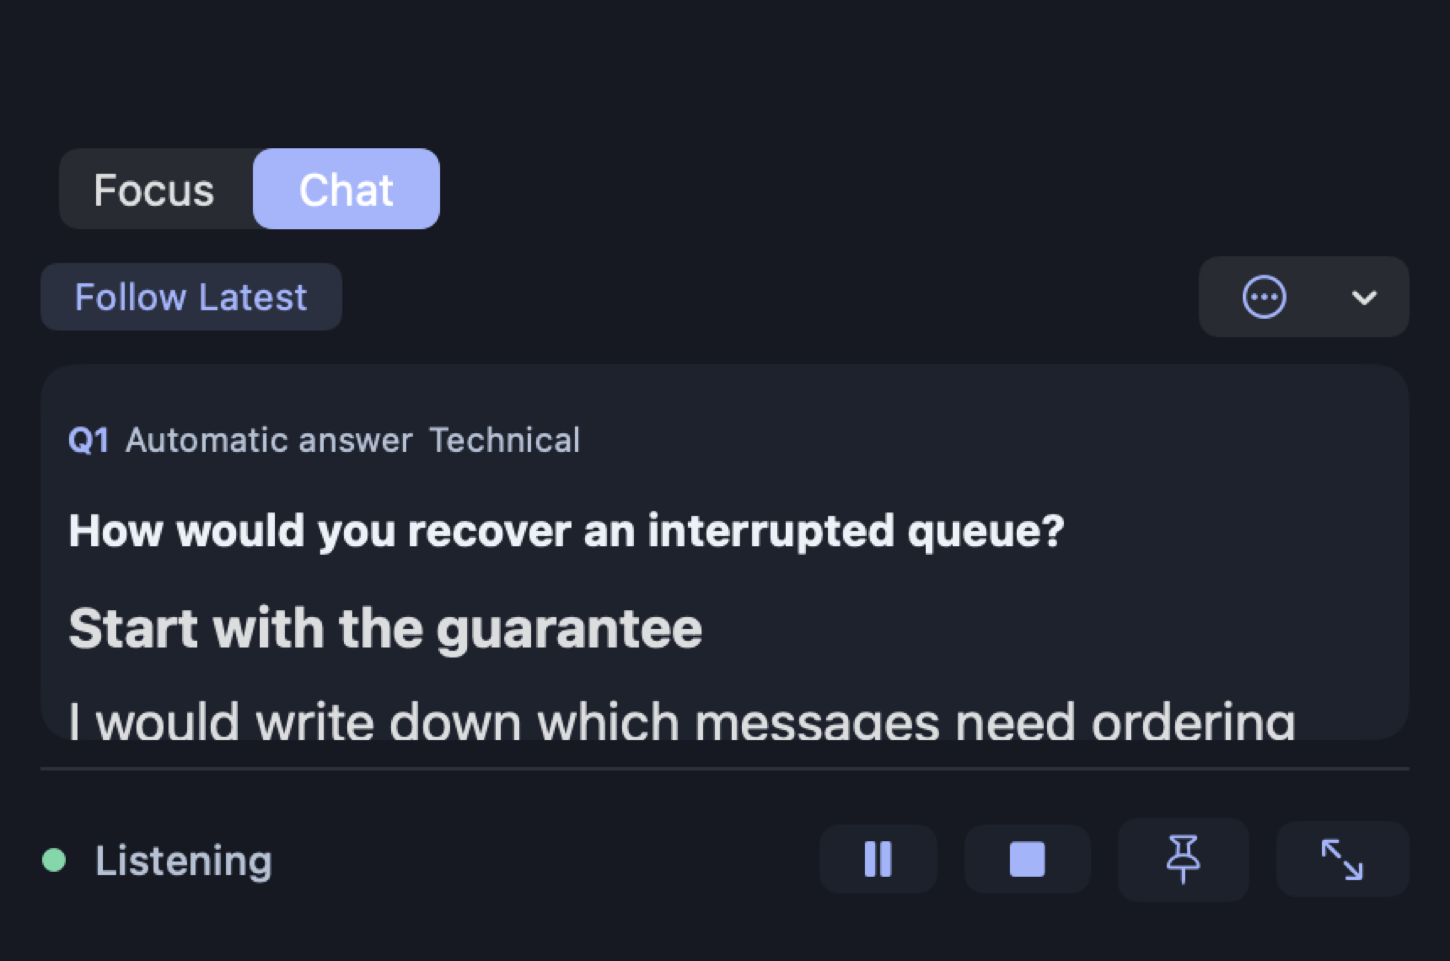 Focus
Chat
Follow Latest
Q1 Automatic answer Technical
How would you recover an interrupted queue?
Start with the guarantee
I would write down which messages need ordering
Listening